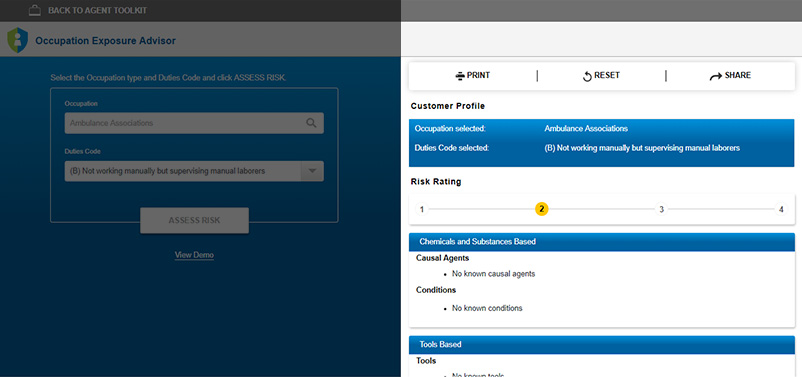 BACK TO AGENT TOOLKIT
Occupation Exposure Advisor
Select the Occupation type and Duties Code and click ASSESS RISK.
Occupation
Ambulance Associations
Duties Code
(B) Not working manually but supervising manual laborers
ASSESS RISK
View Demo
PRINT | RESET | SHARE
Customer Profile
Occupation selected: Ambulance Associations
Duties Code selected: (B) Not working manually but supervising manual laborers
Risk Rating
1 2 3 4
Chemicals and Substances Based
Causal Agents
• No known causal agents
Conditions
• No known conditions
Tools Based
Tools
• No known tools